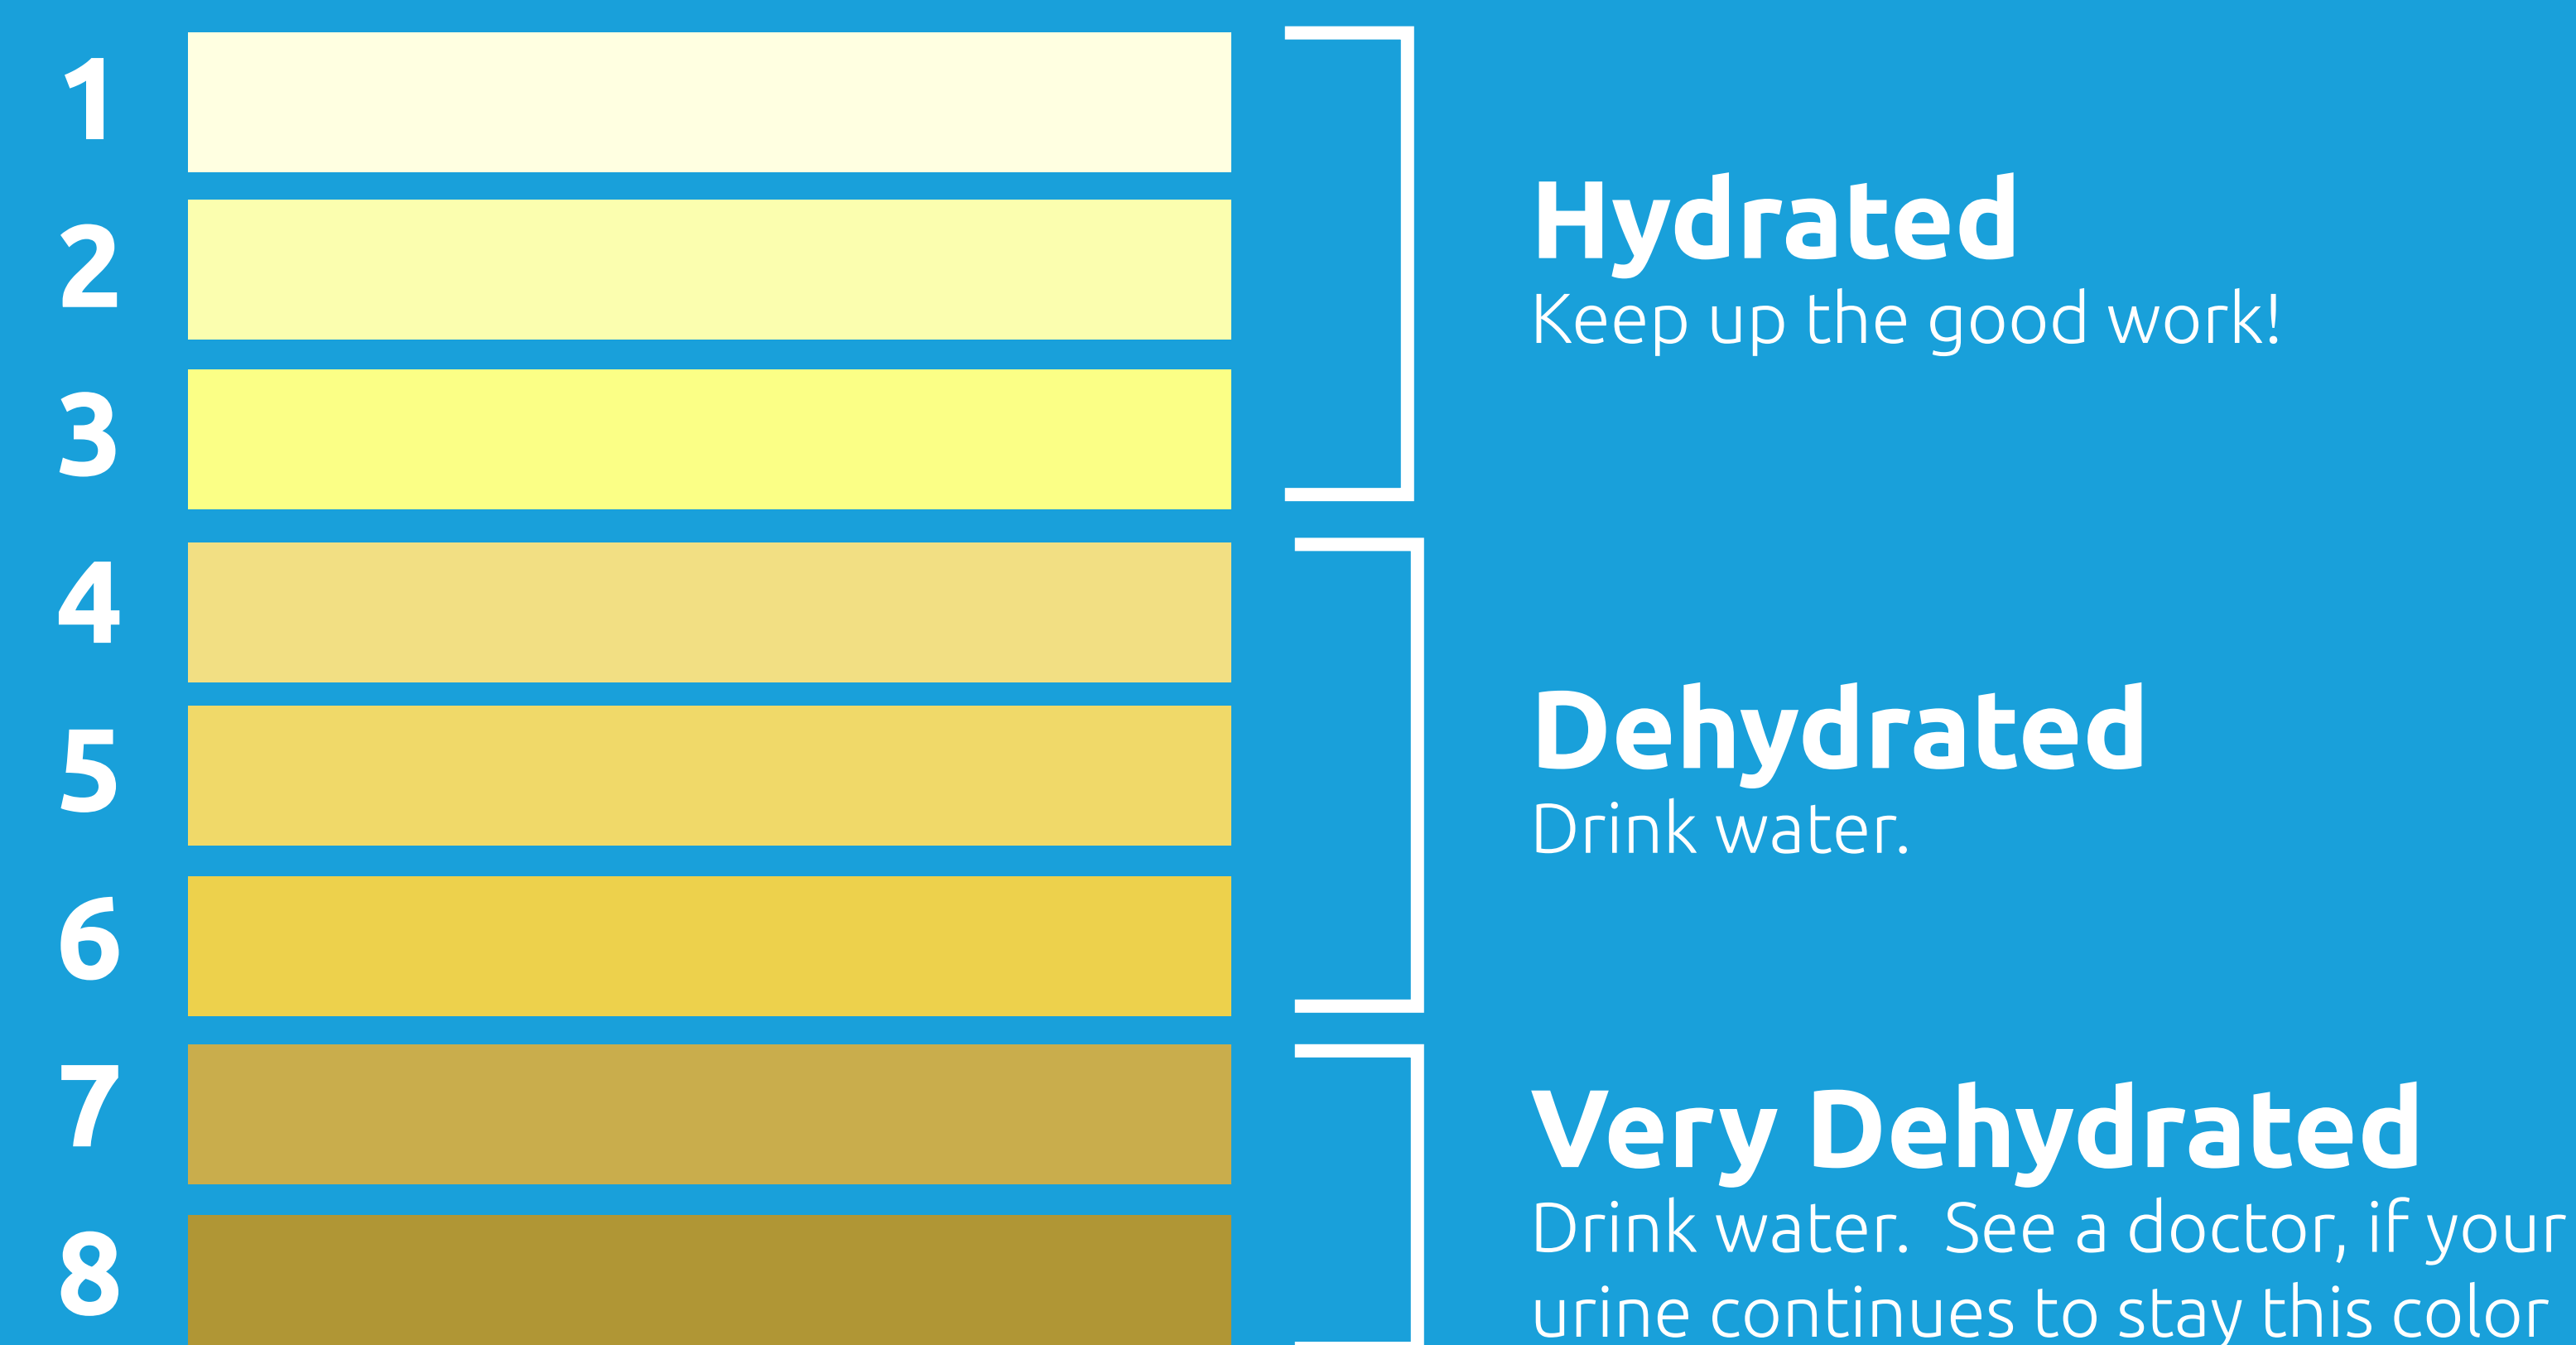 1
2
3
Hydrated
Keep up the good work!
4
5
6
Dehydrated
Drink water.
7
8
Very Dehydrated
Drink water.  See a doctor, if your
urine continues to stay this color